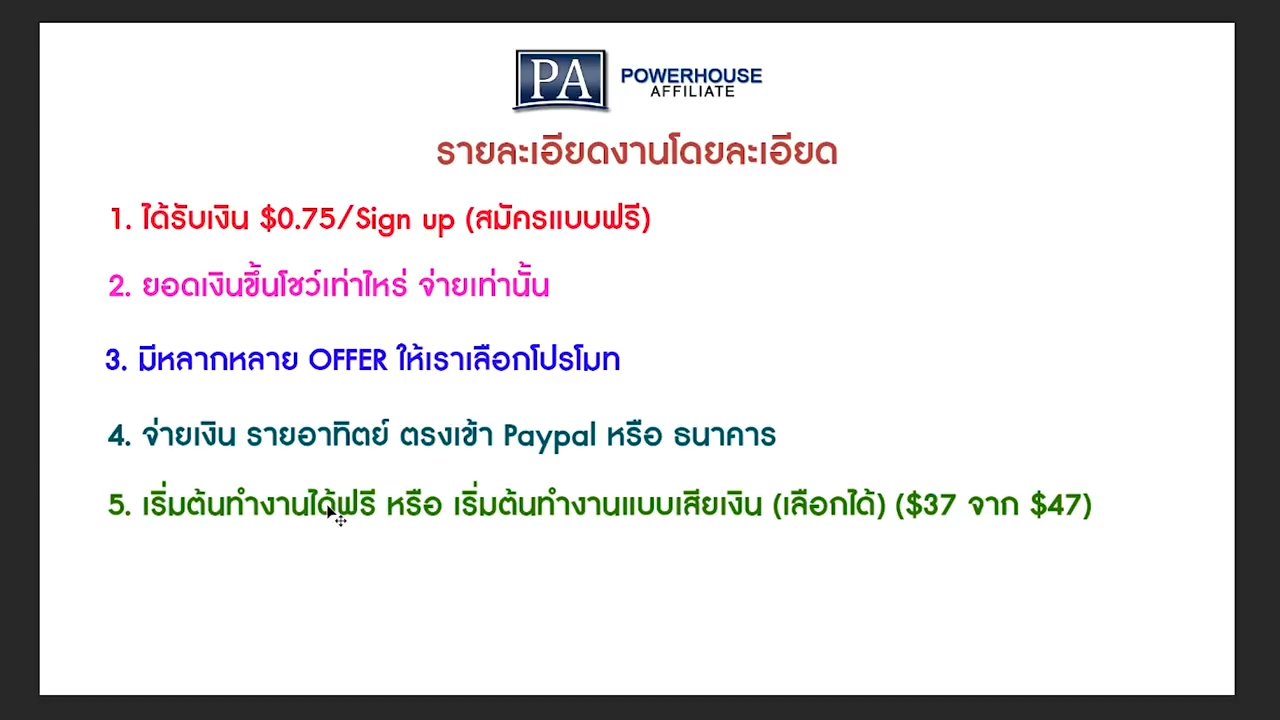 PA
POWERHOUSE
AFFILIATE
รายละเอียดงานโดยละเอียด
1. ได้รับเงิน $0.75/Sign up (สมัครแบบฟรี)
2. ยอดเงินขึ้นโชว์เท่าไหร่ จ่ายเท่านั้น
3. มีหลากหลาย OFFER ให้เราเลือกโปรโมท
4. จ่ายเงิน รายอาทิตย์ ตรงเข้า Paypal หรือ ธนาคาร
5. เริ่มต้นทำงานได้ฟรี หรือ เริ่มต้นทำงานแบบเสียเงิน (เลือกได้) ($37 จาก $47)